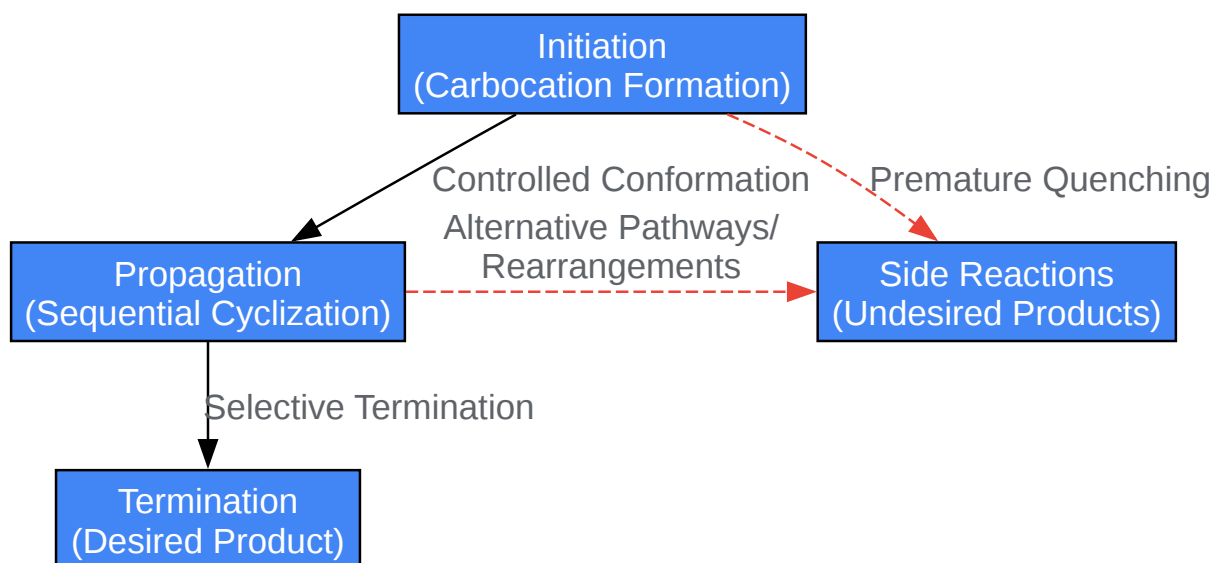 Initiation
(Carbocation Formation)
Controlled Conformation
Premature Quenching
Alternative Pathways/
Rearrangements
Propagation
(Sequential Cyclization)
Side Reactions
(Undesired Products)
Selective Termination
Termination
(Desired Product)